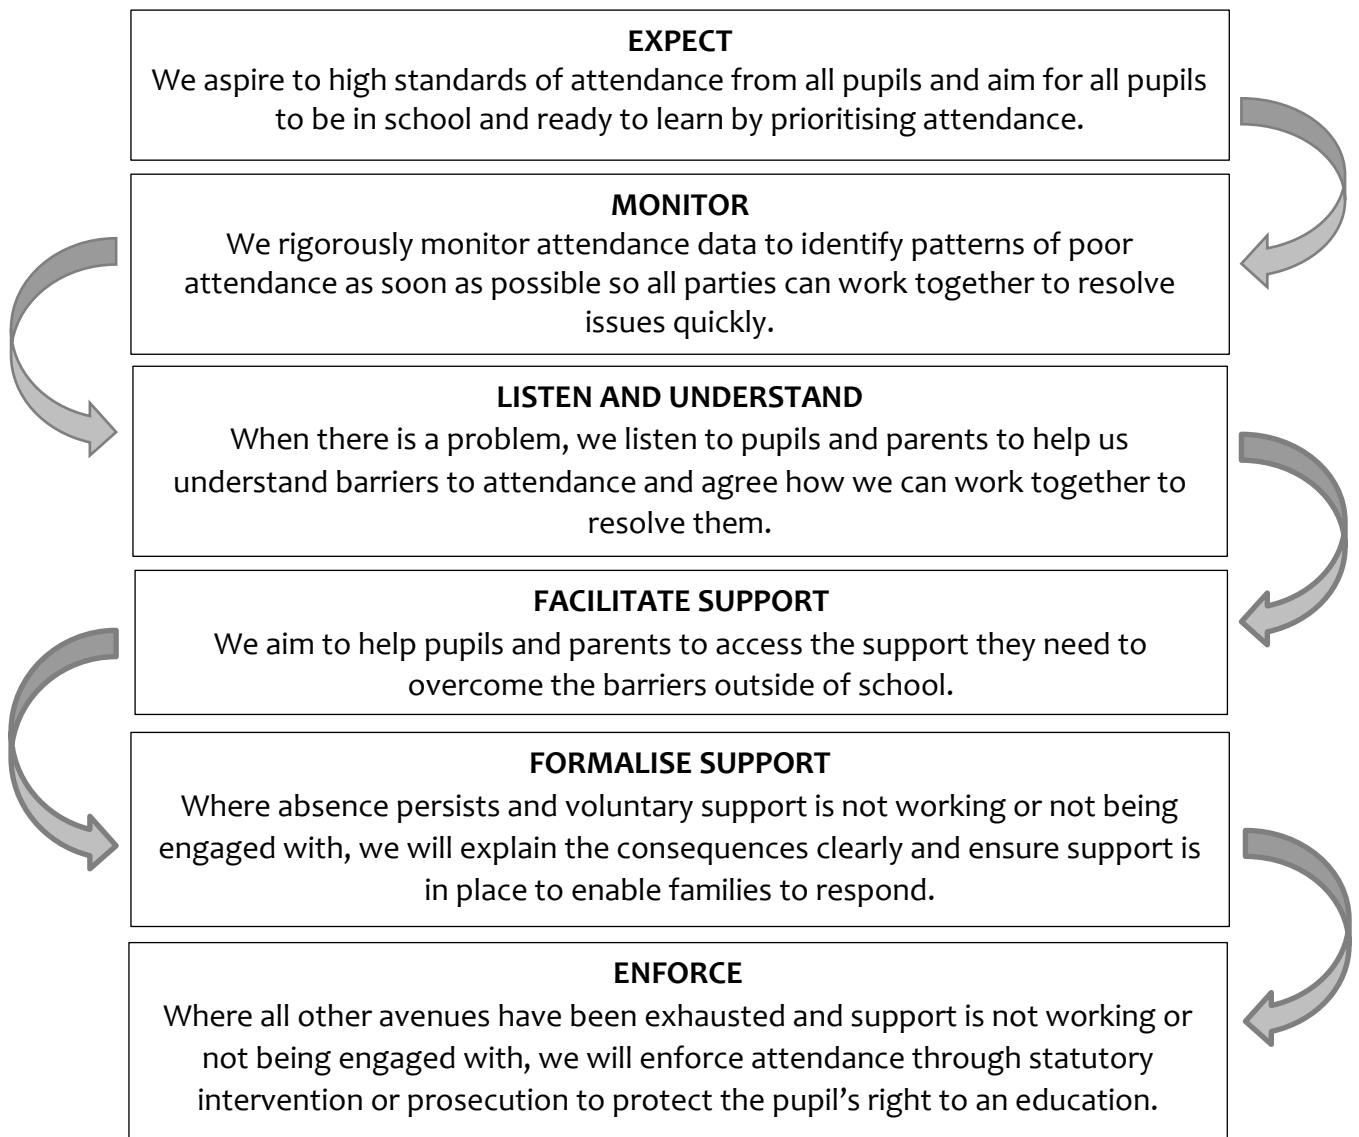 EXPECT
We aspire to high standards of attendance from all pupils and aim for all pupils
to be in school and ready to learn by prioritising attendance.
MONITOR
We rigorously monitor attendance data to identify patterns of poor
attendance as soon as possible so all parties can work together to resolve
issues quickly.
LISTEN AND UNDERSTAND
When there is a problem, we listen to pupils and parents to help us
understand barriers to attendance and agree how we can work together to
resolve them.
FACILITATE SUPPORT
We aim to help pupils and parents to access the support they need to
overcome the barriers outside of school.
FORMALISE SUPPORT
Where absence persists and voluntary support is not working or not being
engaged with, we will explain the consequences clearly and ensure support is
in place to enable families to respond.
ENFORCE
Where all other avenues have been exhausted and support is not working or
not being engaged with, we will enforce attendance through statutory
intervention or prosecution to protect the pupil’s right to an education.